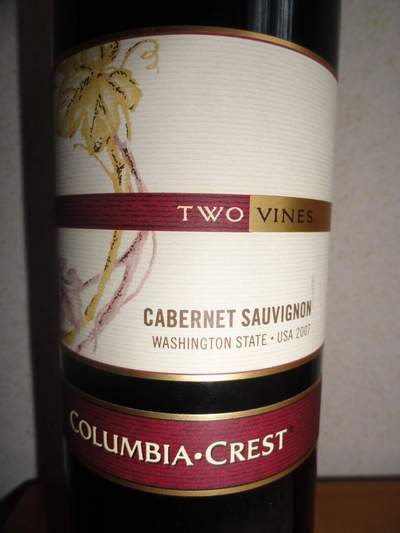 TWO VINES
CABERNET SAUVIGNON
WASHINGTON STATE • USA 2007
COLUMBIA•CREST